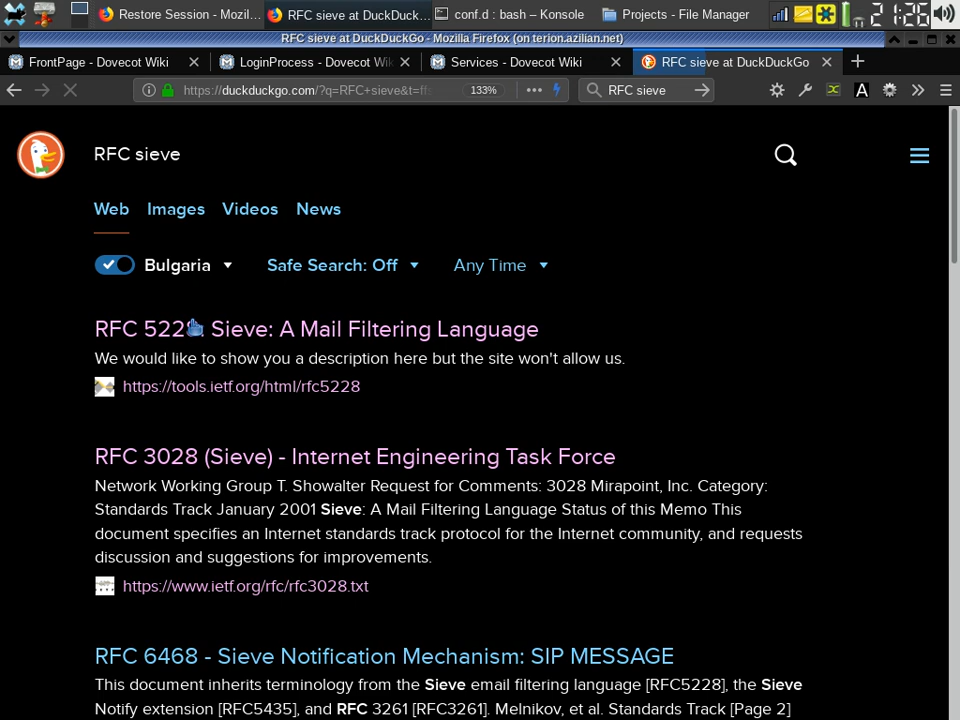 Restore Session - Mozil...
RFC sieve at DuckDuck...
conf.d : bash – Konsole
Projects - File Manager
21:26
RFC sieve at DuckDuckGo - Mozilla Firefox (on terion.azilian.net)
FrontPage - Dovecot Wiki
LoginProcess - Dovecot Wik
Services - Dovecot Wiki
RFC sieve at DuckDuckGo
https://duckduckgo.com/?q=RFC+sieve&t=ff
133%
RFC sieve
A
RFC sieve
Web Images Videos News
Bulgaria Safe Search: Off Any Time
RFC 522 Sieve: A Mail Filtering Language
We would like to show you a description here but the site won't allow us.
https://tools.ietf.org/html/rfc5228
RFC 3028 (Sieve) - Internet Engineering Task Force
Network Working Group T. Showalter Request for Comments: 3028 Mirapoint, Inc. Category:
Standards Track January 2001 Sieve: A Mail Filtering Language Status of this Memo This
document specifies an Internet standards track protocol for the Internet community, and requests
discussion and suggestions for improvements.
https://www.ietf.org/rfc/rfc3028.txt
RFC 6468 - Sieve Notification Mechanism: SIP MESSAGE
This document inherits terminology from the Sieve email filtering language [RFC5228], the Sieve
Notify extension [RFC5435], and RFC 3261 [RFC3261]. Melnikov, et al. Standards Track [Page 2]